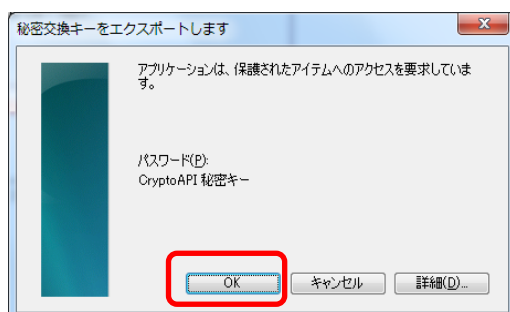 秘密交換キーをエクスポートします
アプリケーションは、保護されたアイテムへのアクセスを要求していま
す。
パスワード(P):
CryptoAPI 秘密キー
OK
キャンセル
詳細(D)...